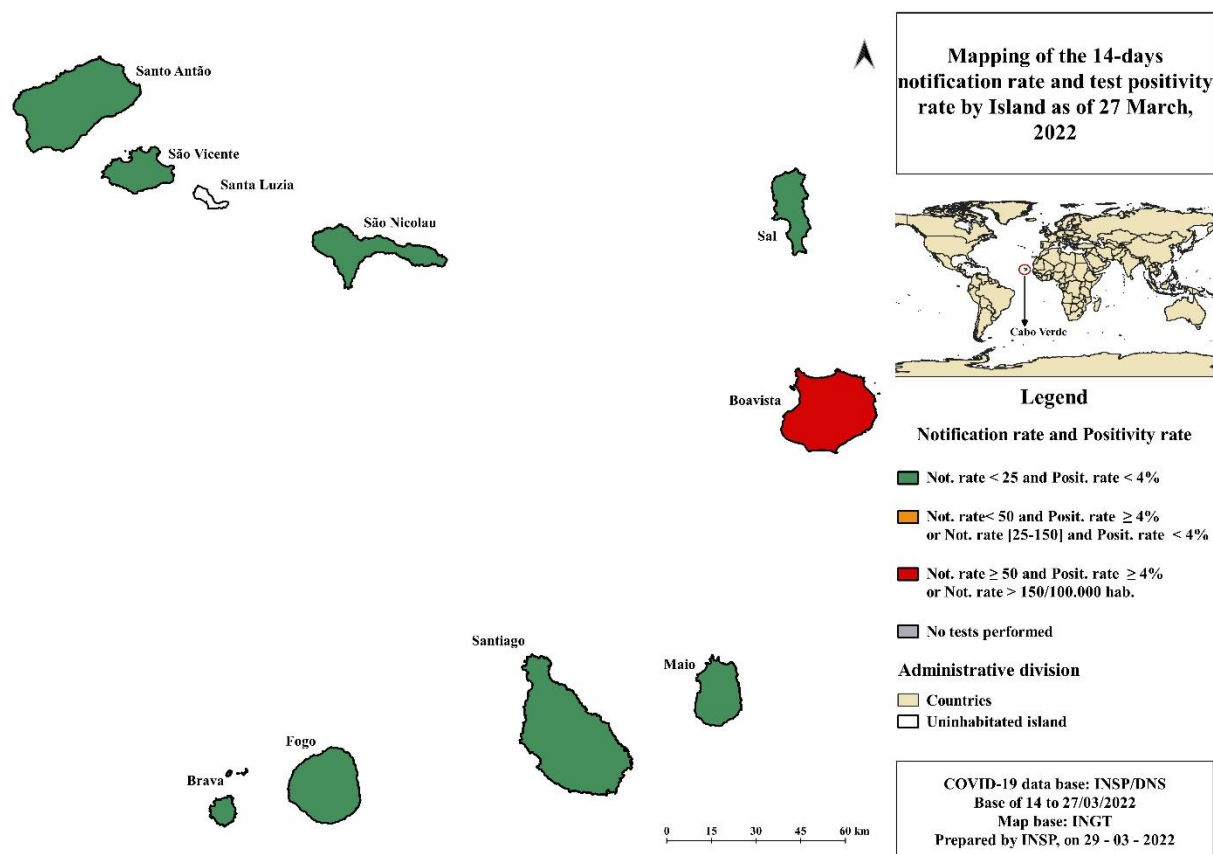 Mapping of the 14-days
notification rate and test positivity
rate by Island as of 27 March,
2022
Santo Antão
São Vicente
Santa Luzia
São Nicolau
Sal
Boavista
Santiago
Maio
Fogo
Brava
0 15 30 45 60 km
Cabo Verde
Legend
Notification rate and Positivity rate
Not. rate < 25 and Posit. rate < 4%
Not. rate< 50 and Posit. rate ≥ 4%
or Not. rate [25-150] and Posit. rate < 4%
Not. rate ≥ 50 and Posit. rate ≥ 4%
or Not. rate > 150/100.000 hab.
No tests performed
Administrative division
Countries
Uninhabitated island
COVID-19 data base: INSP/DNS
Base of 14 to 27/03/2022
Map base: INGT
Prepared by INSP, on 29 - 03 - 2022